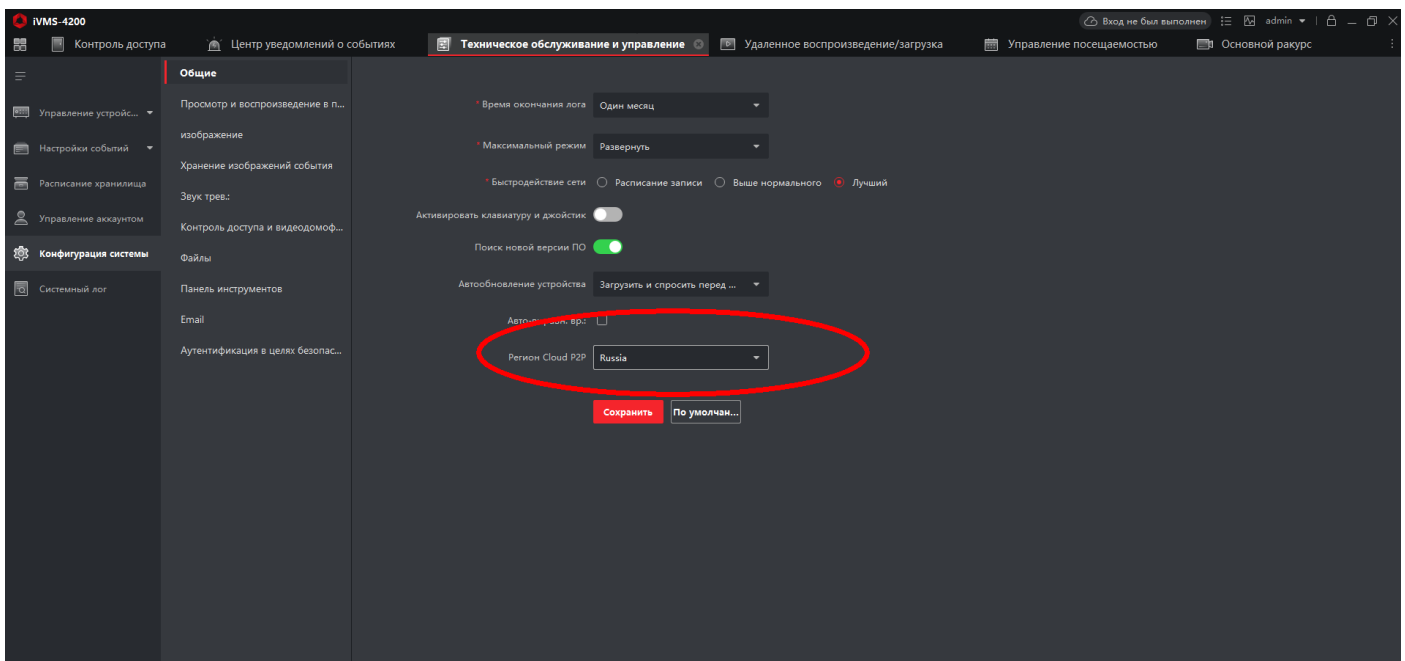 iVMS-4200
Вход не был выполнен
admin
Контроль доступа
Центр уведомлений о событиях
Техническое обслуживание и управление
Удаленное воспроизведение/загрузка
Управление посещаемостью
Основной ракурс
Управление устройс...
Настройки событий
Расписание хранилища
Управление аккаунтом
Конфигурация системы
Системный лог
Общие
Просмотр и воспроизведение в п...
изображение
Хранение изображений события
Звук трев.:
Контроль доступа и видеодомоф...
Файлы
Панель инструментов
Email
Аутентификация в целях безопас...
* Время окончания лога Один месяц
* Максимальный режим Развернуть
* Быстродействие сети Расписание записи Выше нормального Лучший
Активировать клавиатуру и джойстик
Поиск новой версии ПО
Автообновление устройства Загрузить и спросить перед ...
вр.:
Регион Cloud P2P Russia
Сохранить По умолчан...